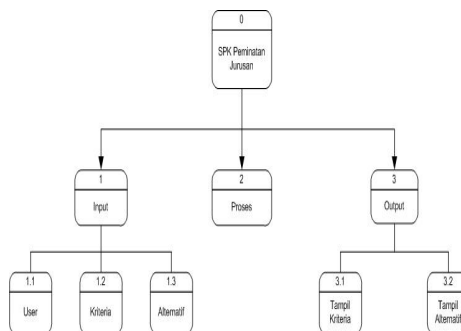 0
SPK Peminatan
Jurusan
1
Input
2
Proses
3
Output
1.1
User
1.2
Kriteria
1.3
Alternatif
3.1
Tampil
Kriteria
3.2
Tampil
Alternatif